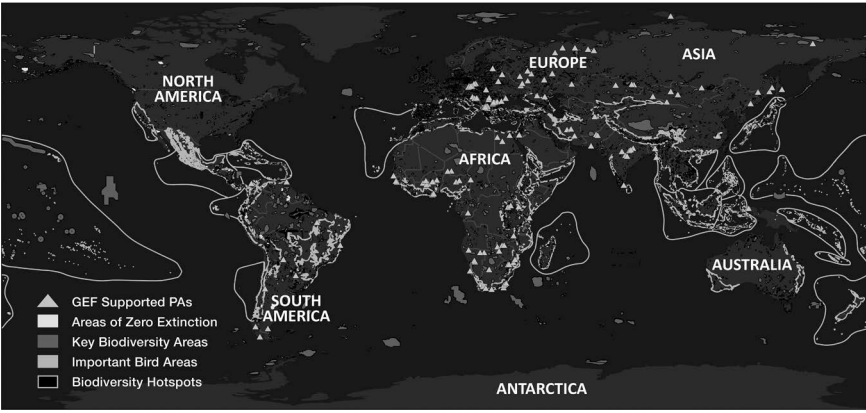 NORTH
AMERICA
EUROPE
ASIA
AFRICA
AUSTRALIA
SOUTH
AMERICA
ANTARCTICA
GEF Supported PAs
Areas of Zero Extinction
Key Biodiversity Areas
Important Bird Areas
Biodiversity Hotspots